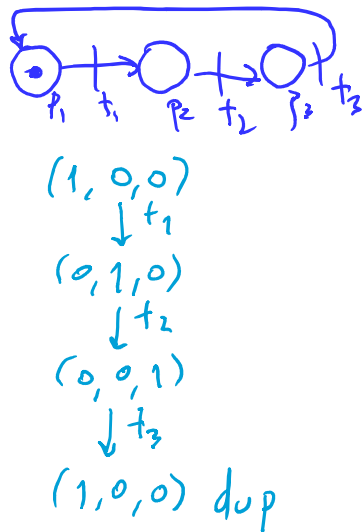 p₁ t₁ p₂ t₂ p₃ t₃
(1, 0, 0)
t₁
(0, 1, 0)
t₂
(0, 0, 1)
t₃
(1, 0, 0) dup